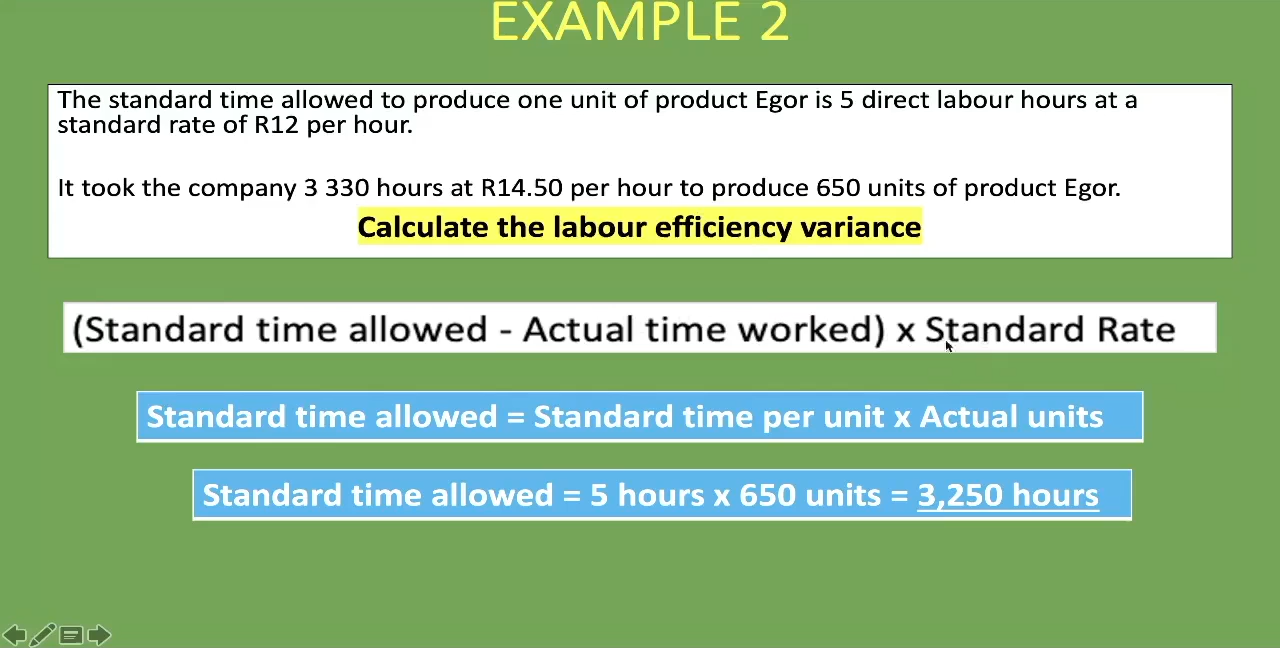 EXAMPLE 2
The standard time allowed to produce one unit of product Egor is 5 direct labour hours at a
standard rate of R12 per hour.
It took the company 3 330 hours at R14.50 per hour to produce 650 units of product Egor.
Calculate the labour efficiency variance
(Standard time allowed - Actual time worked) x Standard Rate
Standard time allowed = Standard time per unit x Actual units
Standard time allowed = 5 hours x 650 units = 3,250 hours